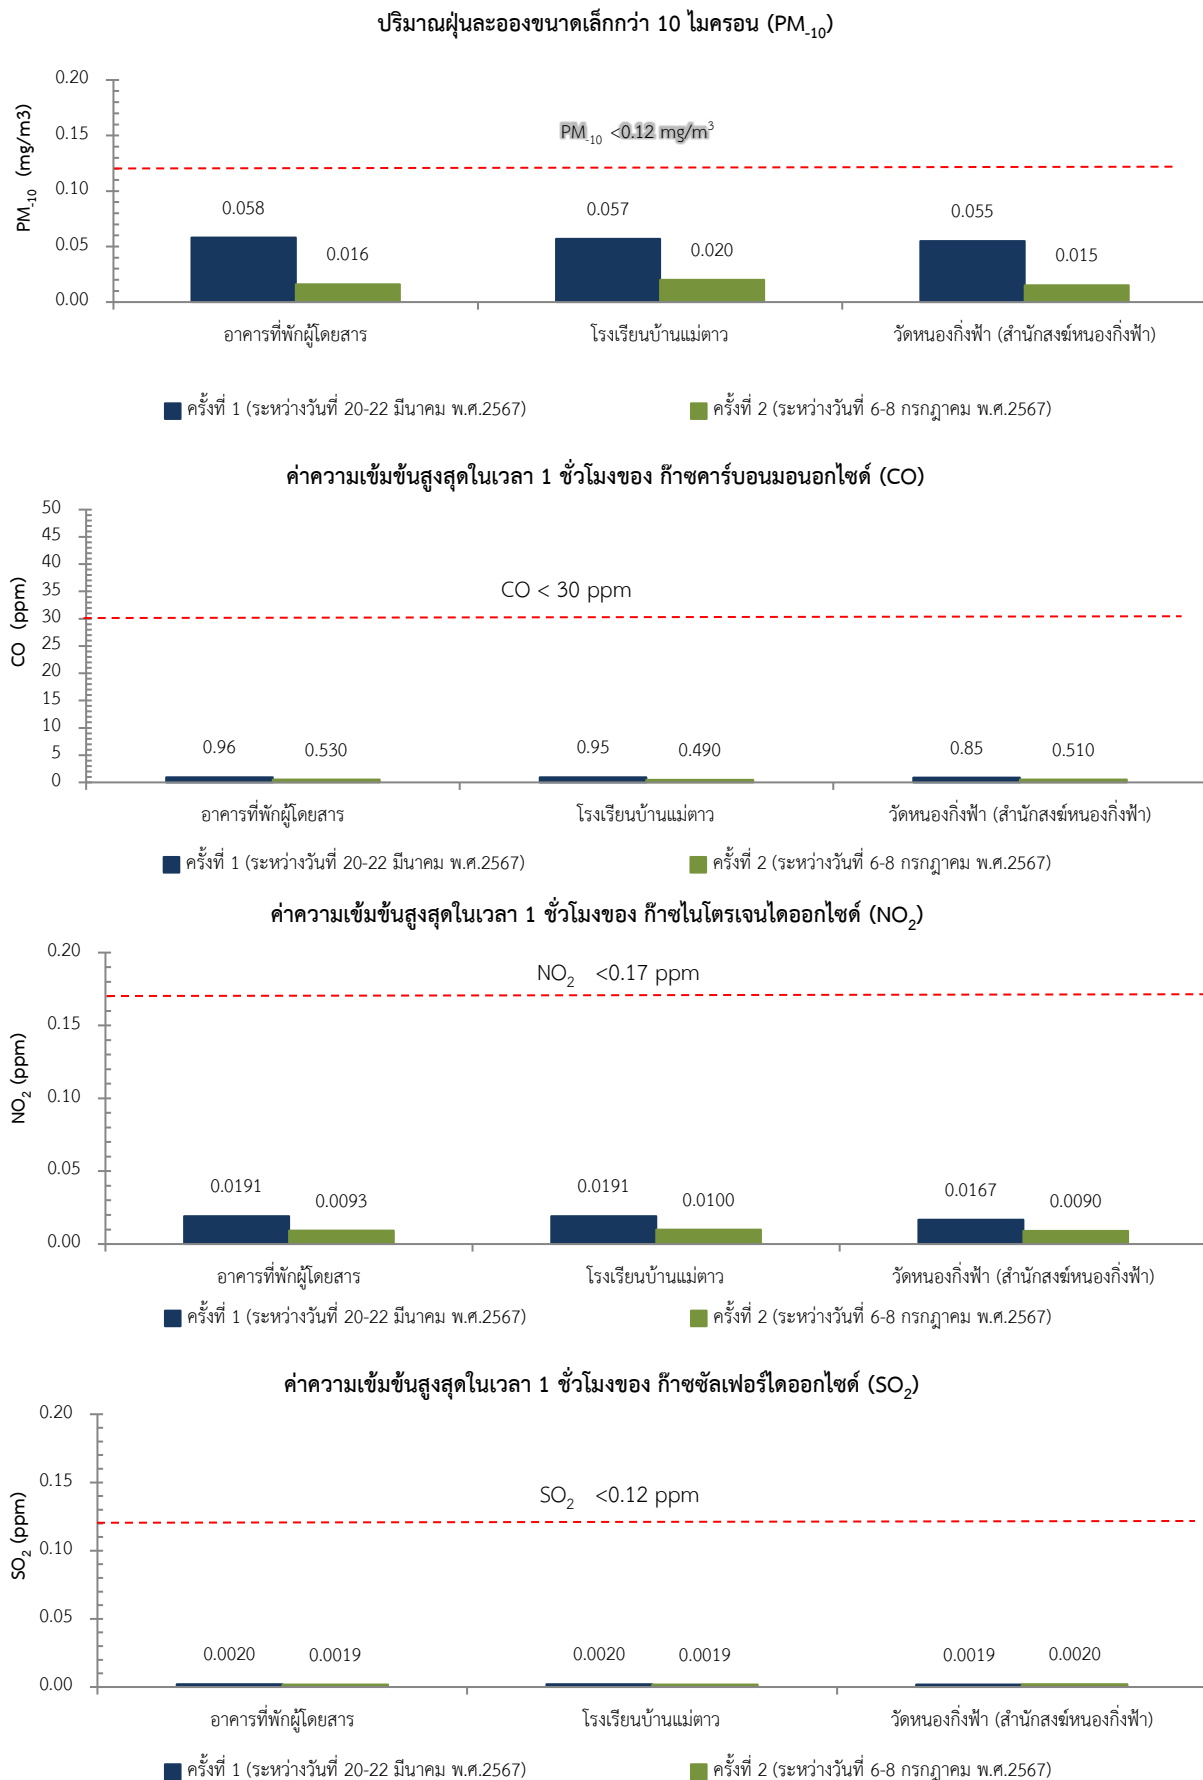 ปริมาณฝุ่นละอองขนาดเล็กกว่า 10 ไมครอน (PM-10)
PM-10 (mg/m3)
0.20
0.15
0.10
0.05
0.00
PM-10 <0.12 mg/m3
0.058 0.016 0.057 0.020 0.055 0.015
อาคารที่พักผู้โดยสาร โรงเรียนบ้านแม่ตาว วัดหนองกิ่งฟ้า (สำนักสงฆ์หนองกิ่งฟ้า)
ครั้งที่ 1 (ระหว่างวันที่ 20-22 มีนาคม พ.ศ.2567) ครั้งที่ 2 (ระหว่างวันที่ 6-8 กรกฎาคม พ.ศ.2567)
ค่าความเข้มข้นสูงสุดในเวลา 1 ชั่วโมงของ ก๊าซคาร์บอนมอนอกไซด์ (CO)
CO (ppm)
50
45
40
35
30
25
20
15
10
5
0
CO < 30 ppm
0.96 0.530 0.95 0.490 0.85 0.510
อาคารที่พักผู้โดยสาร โรงเรียนบ้านแม่ตาว วัดหนองกิ่งฟ้า (สำนักสงฆ์หนองกิ่งฟ้า)
ครั้งที่ 1 (ระหว่างวันที่ 20-22 มีนาคม พ.ศ.2567) ครั้งที่ 2 (ระหว่างวันที่ 6-8 กรกฎาคม พ.ศ.2567)
ค่าความเข้มข้นสูงสุดในเวลา 1 ชั่วโมงของ ก๊าซไนโตรเจนไดออกไซด์ (NO2)
NO2 (ppm)
0.20
0.15
0.10
0.05
0.00
NO2 <0.17 ppm
0.0191 0.0093 0.0191 0.0100 0.0167 0.0090
อาคารที่พักผู้โดยสาร โรงเรียนบ้านแม่ตาว วัดหนองกิ่งฟ้า (สำนักสงฆ์หนองกิ่งฟ้า)
ครั้งที่ 1 (ระหว่างวันที่ 20-22 มีนาคม พ.ศ.2567) ครั้งที่ 2 (ระหว่างวันที่ 6-8 กรกฎาคม พ.ศ.2567)
ค่าความเข้มข้นสูงสุดในเวลา 1 ชั่วโมงของ ก๊าซซัลเฟอร์ไดออกไซด์ (SO2)
SO2 (ppm)
0.20
0.15
0.10
0.05
0.00
SO2 <0.12 ppm
0.0020 0.0019 0.0020 0.0019 0.0019 0.0020
อาคารที่พักผู้โดยสาร โรงเรียนบ้านแม่ตาว วัดหนองกิ่งฟ้า (สำนักสงฆ์หนองกิ่งฟ้า)
ครั้งที่ 1 (ระหว่างวันที่ 20-22 มีนาคม พ.ศ.2567) ครั้งที่ 2 (ระหว่างวันที่ 6-8 กรกฎาคม พ.ศ.2567)